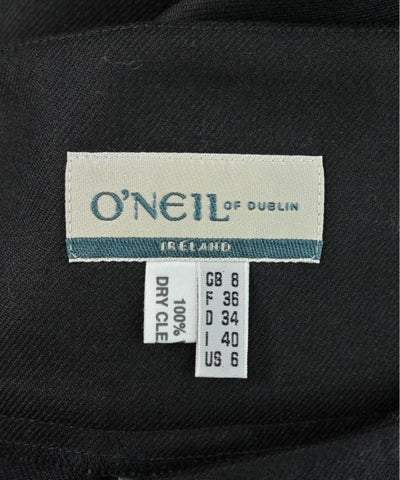 O'NEIL OF DUBLIN
IRELAND
100%
DRY CLE
GB 8
F 36
D 34
I 40
US 6